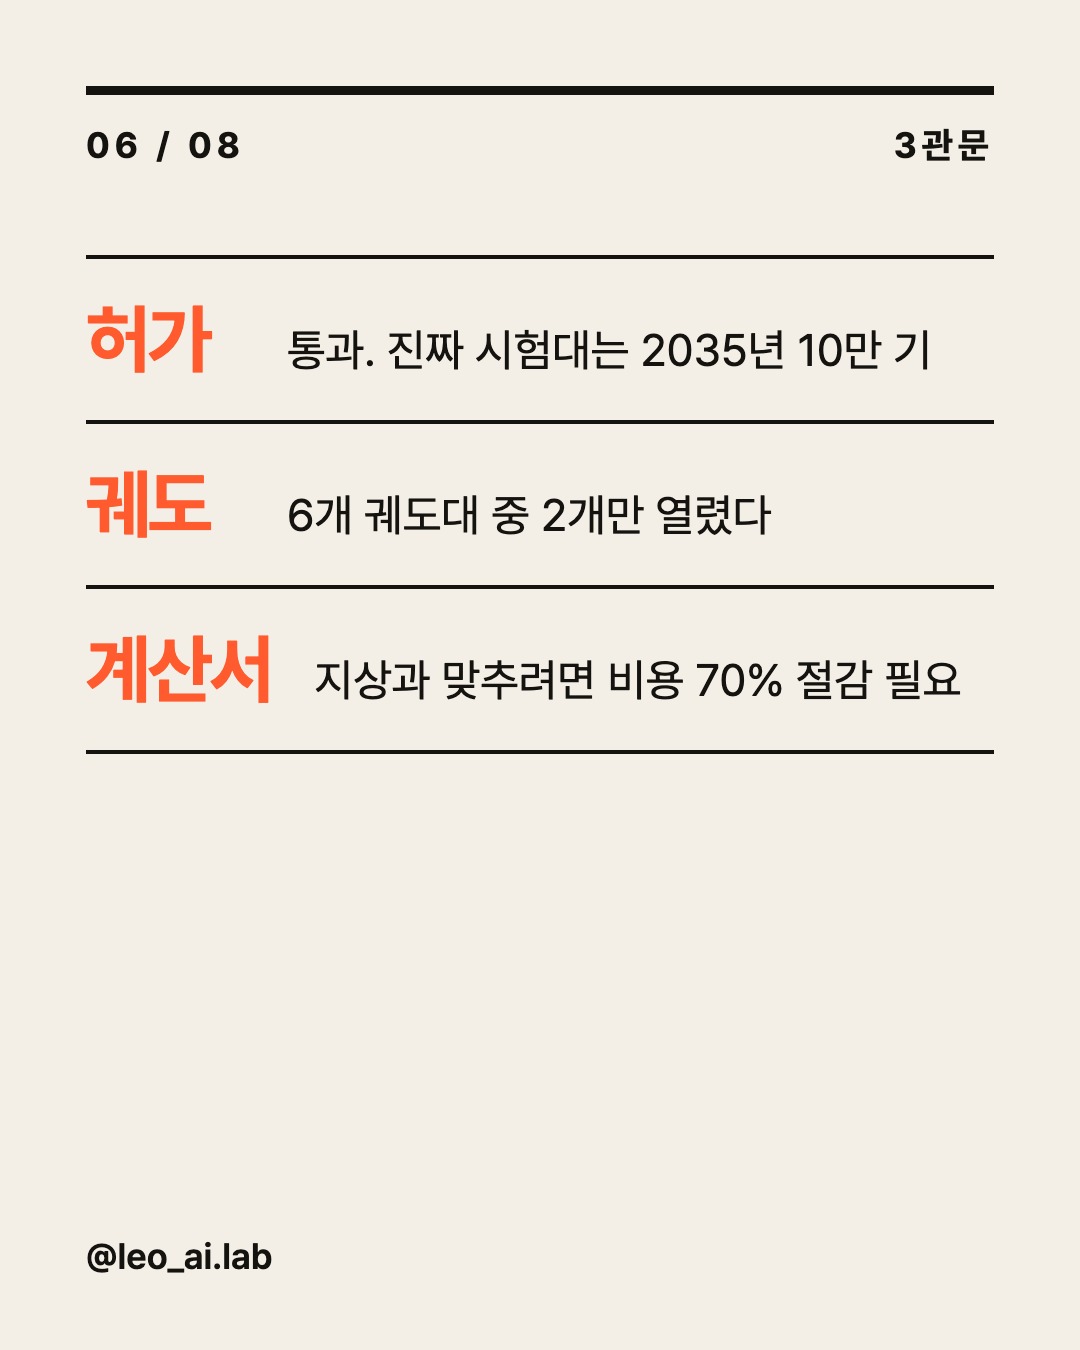 06 / 08
3관문
허가 통과. 진짜 시험대는 2035년 10만 기
궤도 6개 궤도대 중 2개만 열렸다
계산서 지상과 맞추려면 비용 70% 절감 필요
@leo_ai.lab